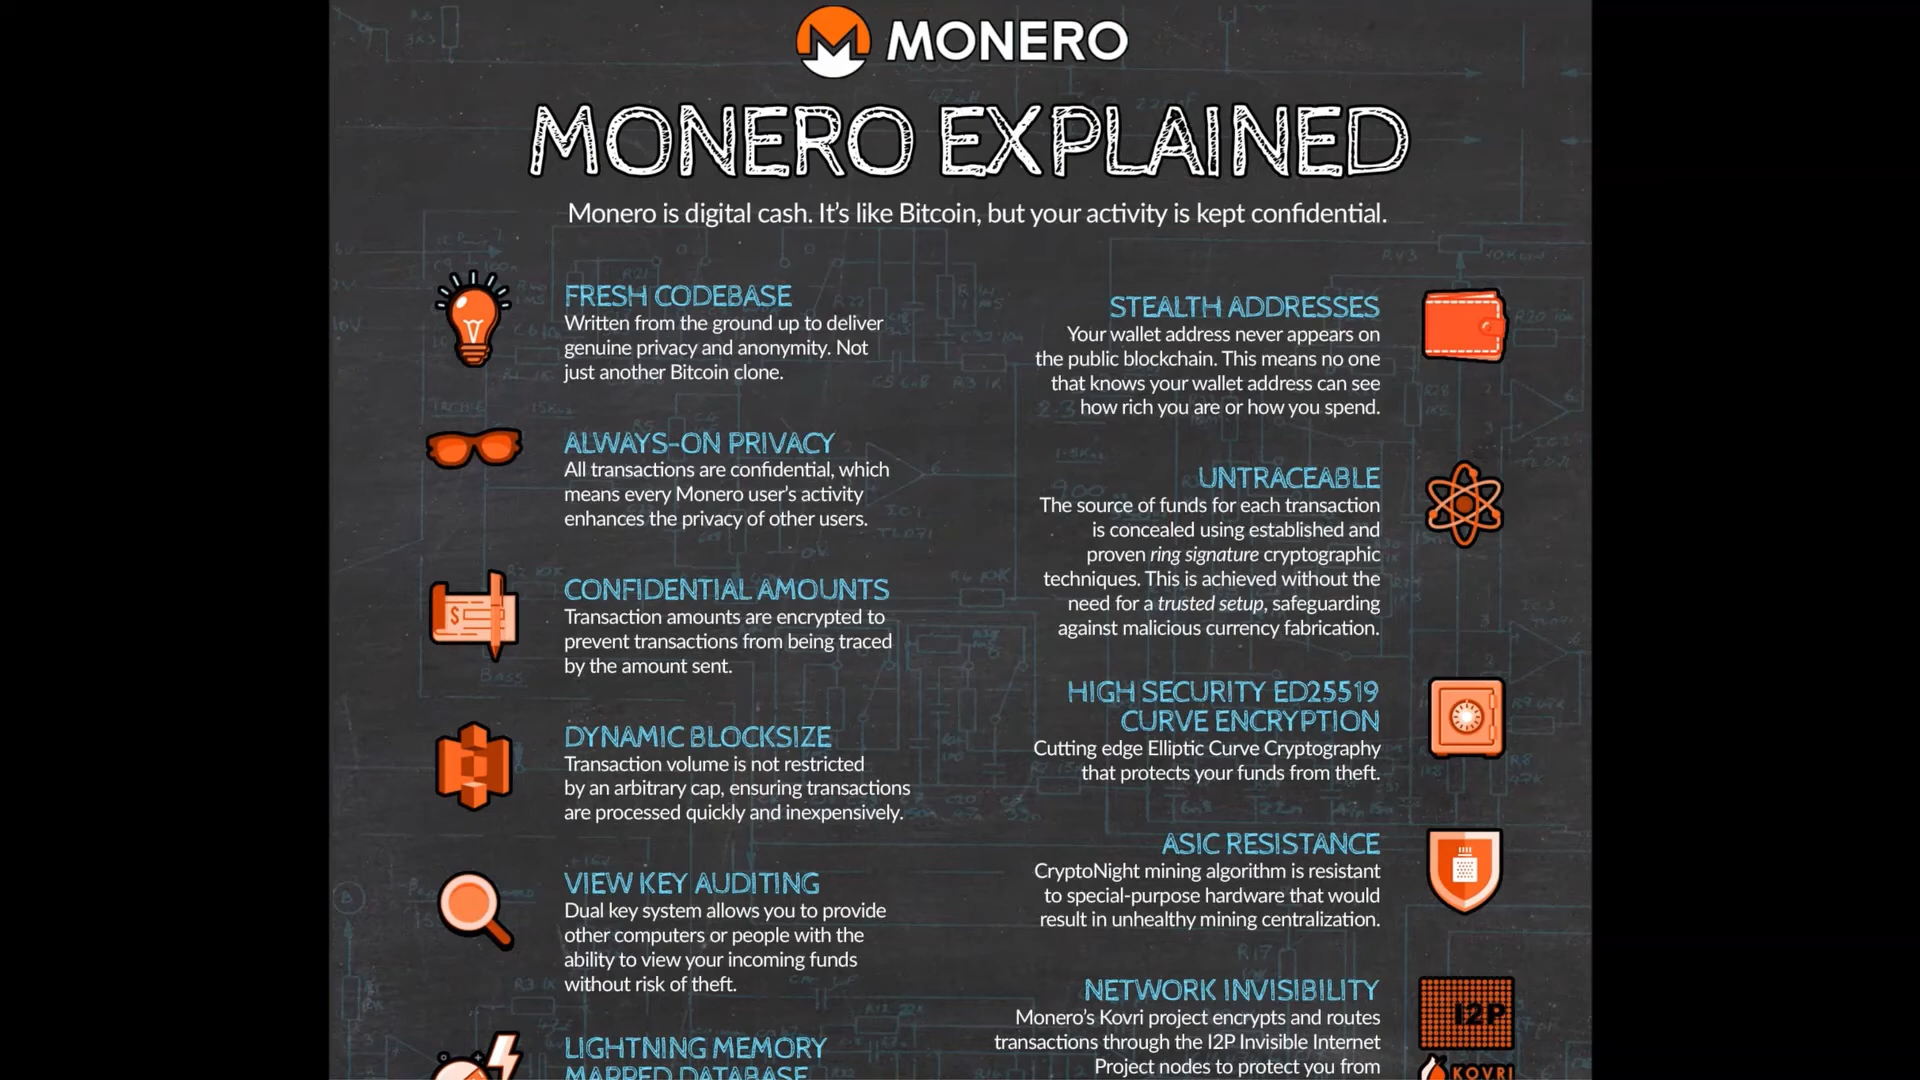 MONERO
MONERO EXPLAINED
Monero is digital cash. It's like Bitcoin, but your activity is kept confidential.
FRESH CODEBASE
Written from the ground up to deliver
genuine privacy and anonymity. Not
just another Bitcoin clone.
ALWAYS-ON PRIVACY
All transactions are confidential, which
means every Monero user's activity
enhances the privacy of other users.
CONFIDENTIAL AMOUNTS
Transaction amounts are encrypted to
prevent transactions from being traced
by the amount sent.
DYNAMIC BLOCKSIZE
Transaction volume is not restricted
by an arbitrary cap, ensuring transactions
are processed quickly and inexpensively.
VIEW KEY AUDITING
Dual key system allows you to provide
other computers or people with the
ability to view your incoming funds
without risk of theft.
LIGHTNING MEMORY
MAPPED DATABASE
STEALTH ADDRESSES
Your wallet address never appears on
the public blockchain. This means no one
that knows your wallet address can see
how rich you are or how you spend.
UNTRACEABLE
The source of funds for each transaction
is concealed using established and
proven ring signature cryptographic
techniques. This is achieved without the
need for a trusted setup, safeguarding
against malicious currency fabrication.
HIGH SECURITY ED25519
CURVE ENCRYPTION
Cutting edge Elliptic Curve Cryptography
that protects your funds from theft.
ASIC RESISTANCE
CryptoNight mining algorithm is resistant
to special-purpose hardware that would
result in unhealthy mining centralization.
NETWORK INVISIBILITY
Monero's Kovri project encrypts and routes
transactions through the I2P Invisible Internet
Project nodes to protect you from
I2P
KOVRI